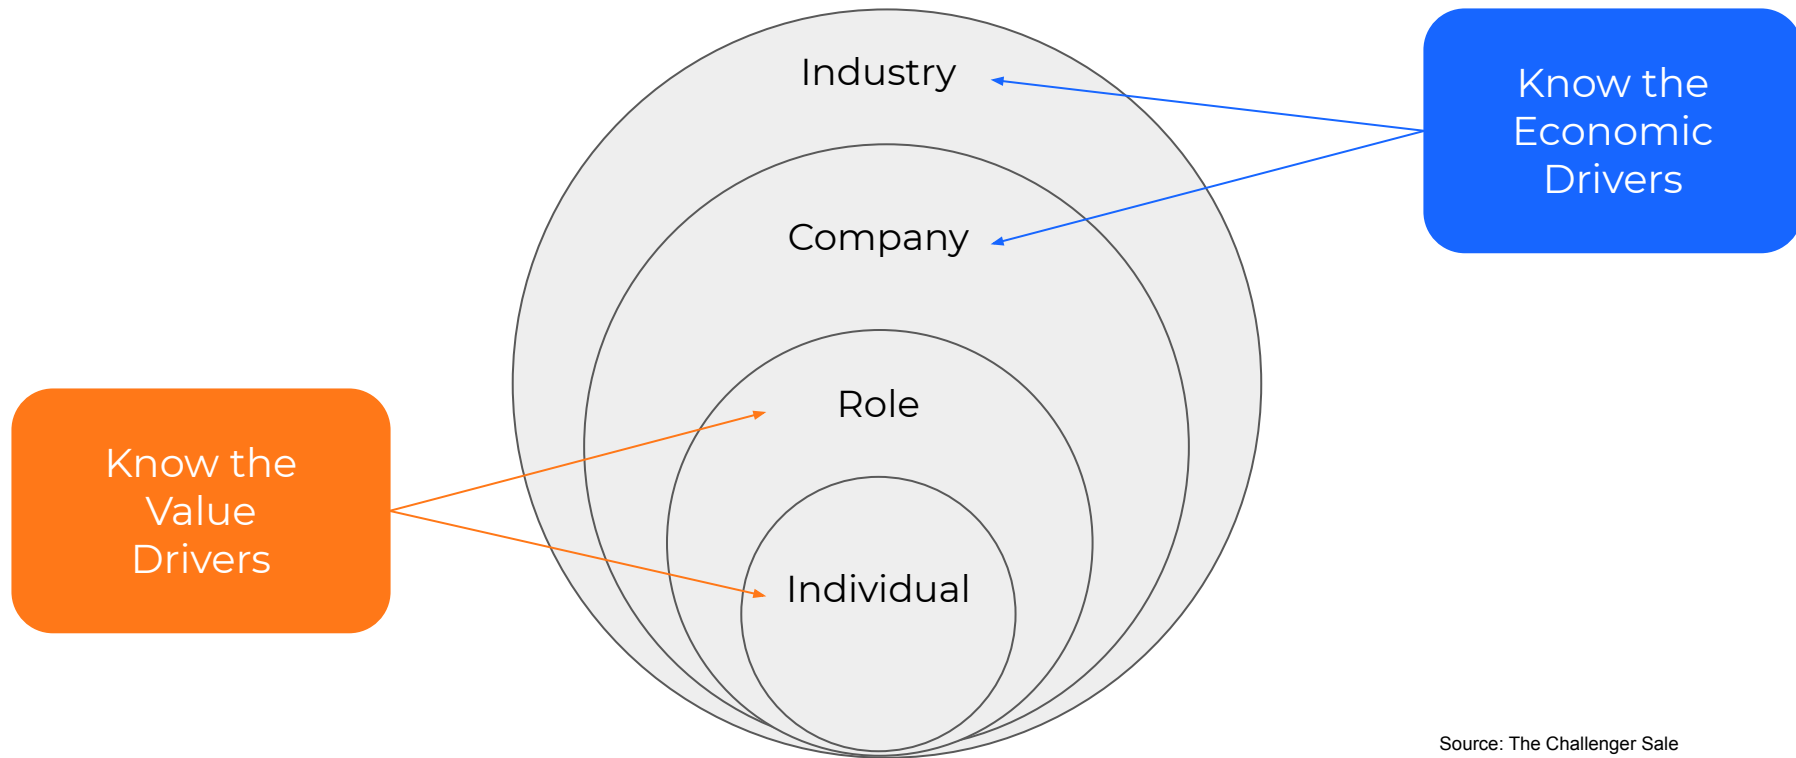 Industry
Know the
Economic
Drivers
Company
Role
Know the
Value
Drivers
Individual
Source: The Challenger Sale